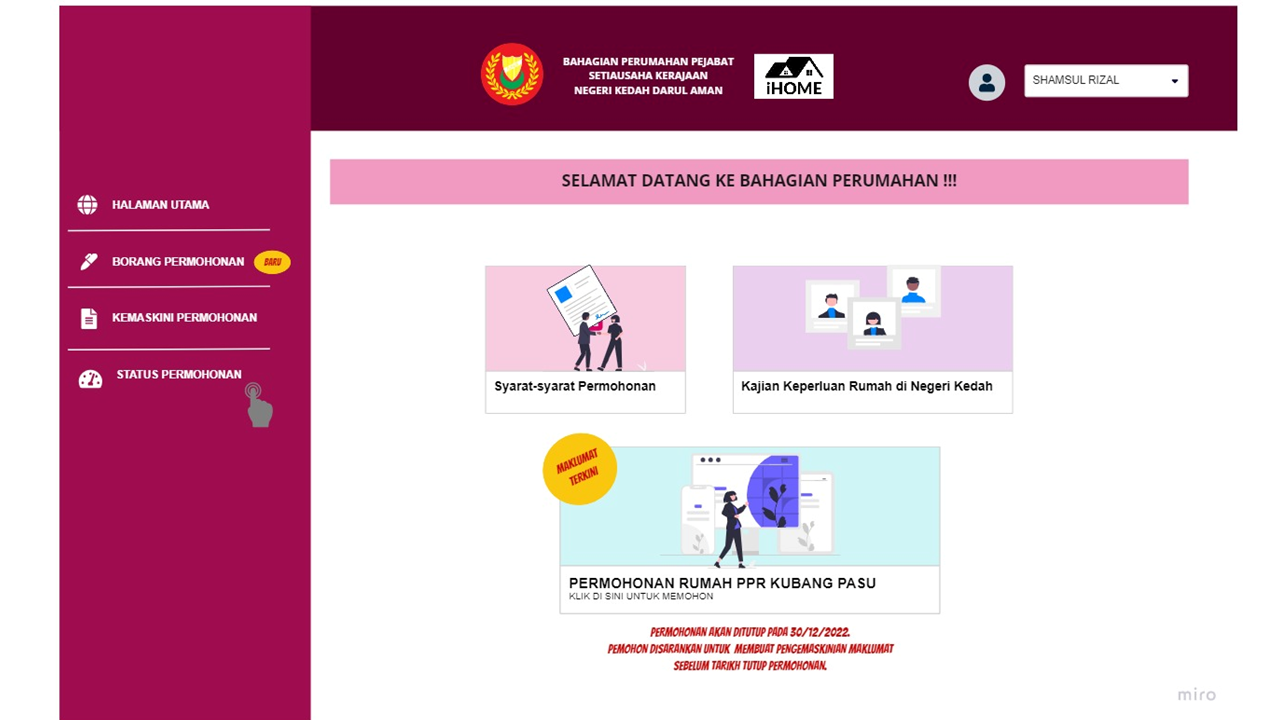 BAHAGIAN PERUMAHAN PEJABAT
SETIAUSAHA KERAJAAN
NEGERI KEDAH DARUL AMAN
iHOME
SHAMSUL RIZAL
SELAMAT DATANG KE BAHAGIAN PERUMAHAN !!!
HALAMAN UTAMA
BORANG PERMOHONAN
BARU
KEMASKINI PERMOHONAN
STATUS PERMOHONAN
Syarat-syarat Permohonan
Kajian Keperluan Rumah di Negeri Kedah
MAKLUMAT
TERKINI
PERMOHONAN RUMAH PPR KUBANG PASU
KLIK DI SINI UNTUK MEMOHON
PERMOHONAN AKAN DITUTUP PADA 30/12/2022.
PEMOHON DISARANKAN UNTUK MEMBUAT PENGEMASKINIAN MAKLUMAT
SEBELUM TARIKH TUTUP PERMOHONAN.
miro